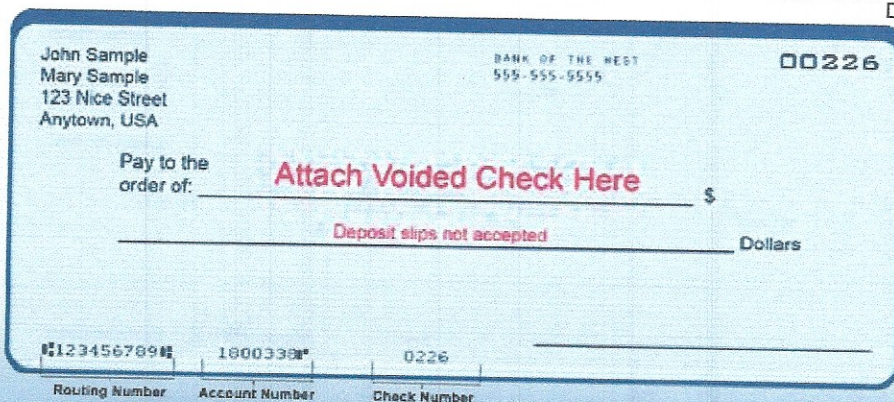 D
John Sample
Mary Sample
123 Nice Street
Anytown, USA
BANK OF THE WEST
555-555-5555
00226
Pay to the
order of:
Attach Voided Check Here
$
Deposit slips not accepted
Dollars
⑆123456789⑆ 1800338⑈ 0226
Routing Number Account Number Check Number